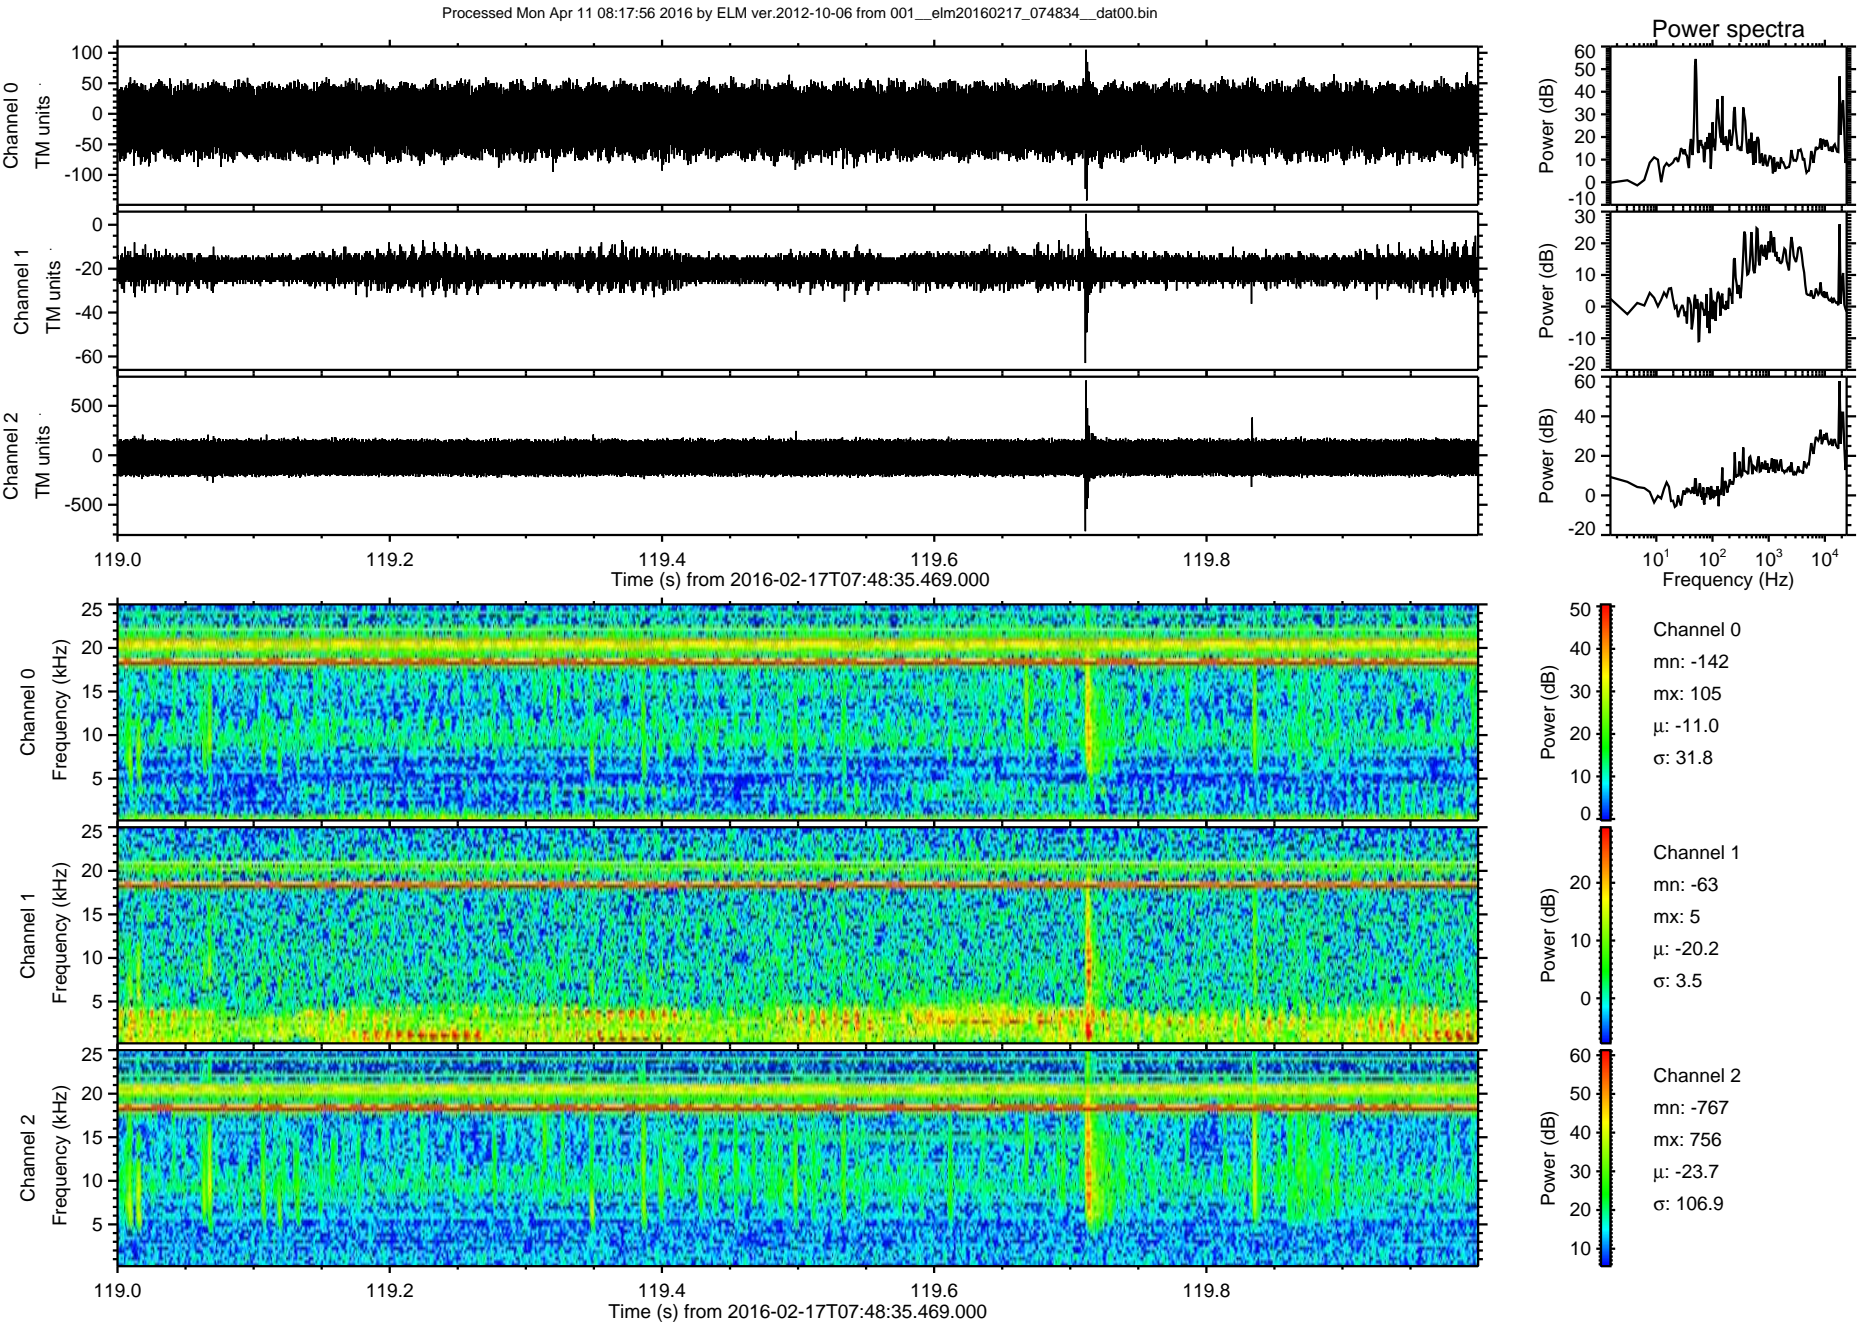 Processed Mon Apr 11 08:17:56 2016 by ELM ver.2012-10-06 from 001__elm20160217_074834__dat00.bin
Power spectra
Channel 0
TM units
100
50
0
-50
-100
Power (dB)
60
50
40
30
20
10
0
-10
Channel 1
TM units
0
-20
-40
-60
Power (dB)
30
20
10
0
-10
-20
Channel 2
TM units
500
0
-500
Power (dB)
60
40
20
0
-20
119.0 119.2 119.4 119.6 119.8
Time (s) from 2016-02-17T07:48:35.469.000
10^1 10^2 10^3 10^4
Frequency (Hz)
Channel 0
Frequency (kHz)
25
20
15
10
5
Power (dB)
50
40
30
20
10
0
Channel 0
mn: -142
mx: 105
μ: -11.0
σ: 31.8
Channel 1
Frequency (kHz)
25
20
15
10
5
Power (dB)
20
10
0
Channel 1
mn: -63
mx: 5
μ: -20.2
σ: 3.5
Channel 2
Frequency (kHz)
25
20
15
10
5
Power (dB)
60
50
40
30
20
10
Channel 2
mn: -767
mx: 756
μ: -23.7
σ: 106.9
119.0 119.2 119.4 119.6 119.8
Time (s) from 2016-02-17T07:48:35.469.000